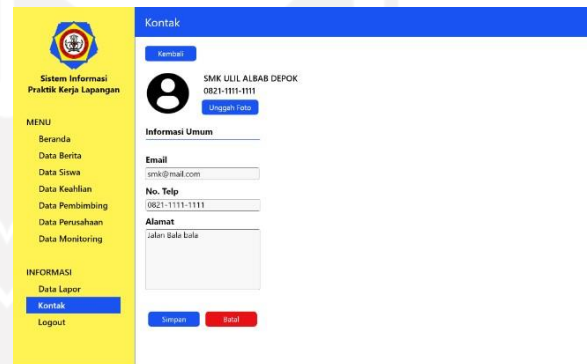 Sistem Informasi
Praktik Kerja Lapangan
MENU
Beranda
Data Berita
Data Siswa
Data Keahlian
Data Pembimbing
Data Perusahaan
Data Monitoring
INFORMASI
Data Lapor
Kontak
Logout
Kontak
Kembali
SMK ULIL ALBAB DEPOK
0821-1111-1111
Unggah Foto
Informasi Umum
Email
smk@mail.com
No. Telp
0821-1111-1111
Alamat
Jalan Bala bala
Simpan
Batal